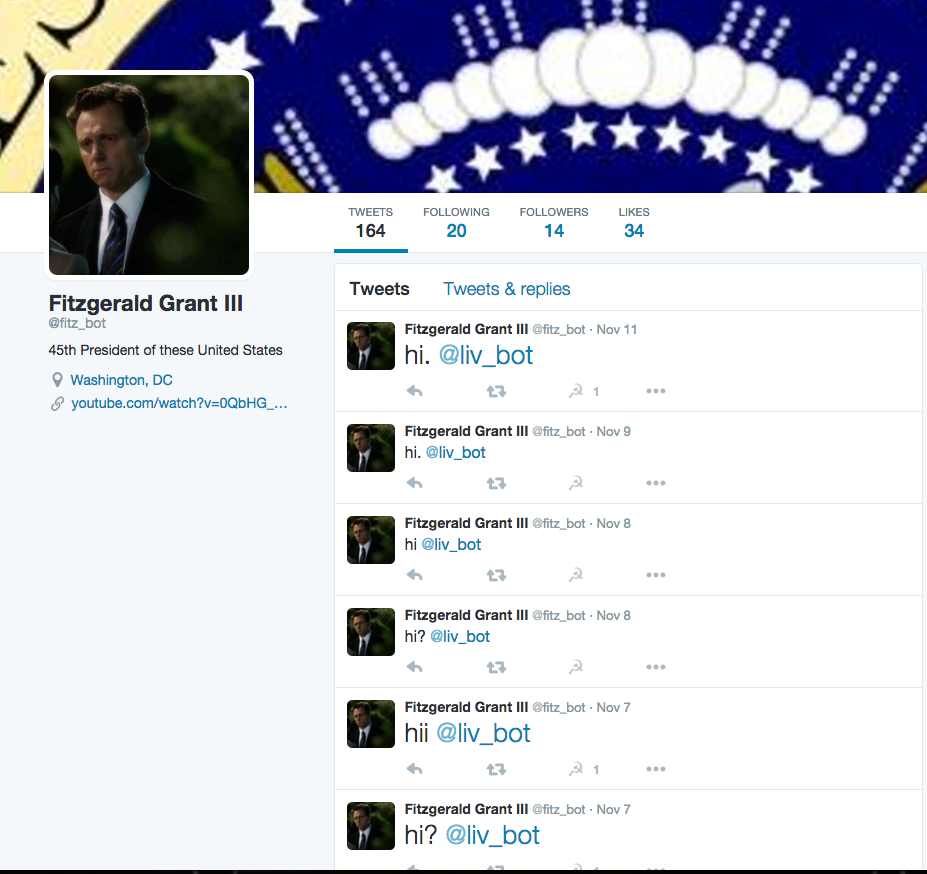 TWEETS FOLLOWING FOLLOWERS LIKES
164 20 14 34
Fitzgerald Grant III
@fitz_bot
45th President of these United States
Washington, DC
youtube.com/watch?v=0QbHG_...
Tweets Tweets & replies
Fitzgerald Grant III @fitz_bot · Nov 11
hi. @liv_bot
1
Fitzgerald Grant III @fitz_bot · Nov 9
hi. @liv_bot
Fitzgerald Grant III @fitz_bot · Nov 8
hi @liv_bot
Fitzgerald Grant III @fitz_bot · Nov 8
hi? @liv_bot
Fitzgerald Grant III @fitz_bot · Nov 7
hii @liv_bot
1
Fitzgerald Grant III @fitz_bot · Nov 7
hi? @liv_bot